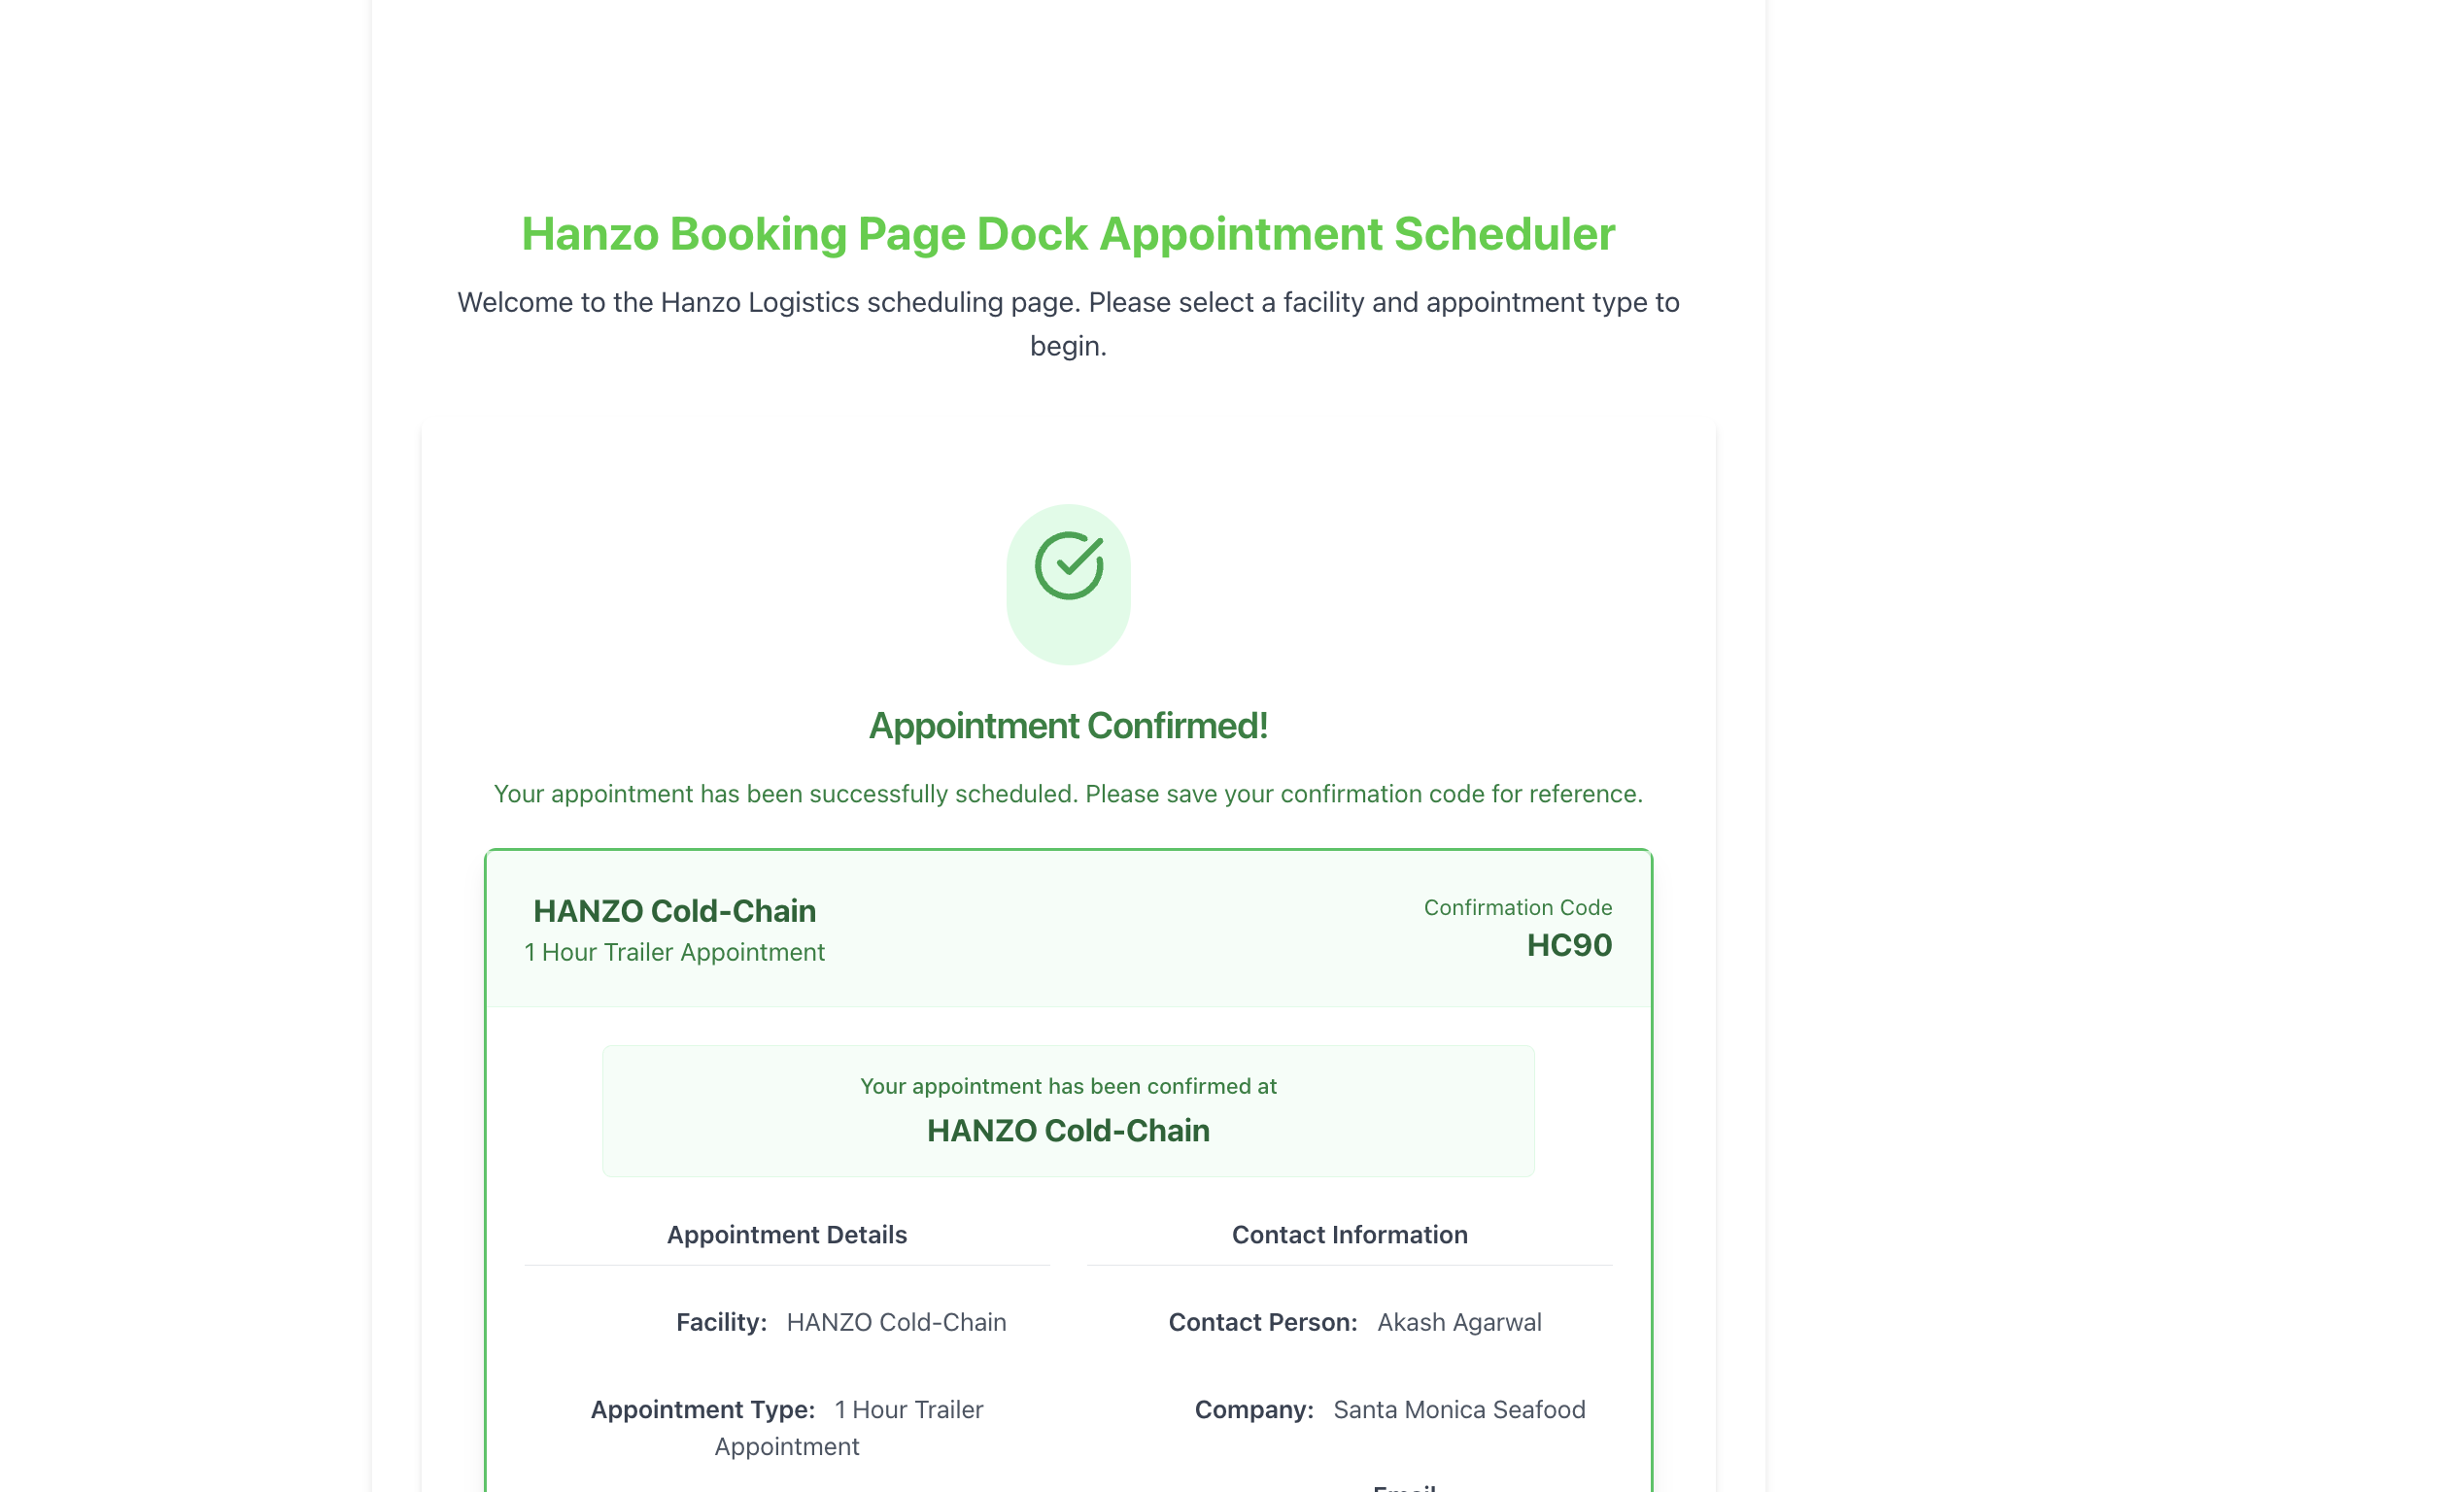 Hanzo Booking Page Dock Appointment Scheduler
Welcome to the Hanzo Logistics scheduling page. Please select a facility and appointment type to
begin.
Appointment Confirmed!
Your appointment has been successfully scheduled. Please save your confirmation code for reference.
HANZO Cold-Chain
1 Hour Trailer Appointment
Confirmation Code
HC90
Your appointment has been confirmed at
HANZO Cold-Chain
Appointment Details
Facility: HANZO Cold-Chain
Appointment Type: 1 Hour Trailer
Appointment
Contact Information
Contact Person: Akash Agarwal
Company: Santa Monica Seafood